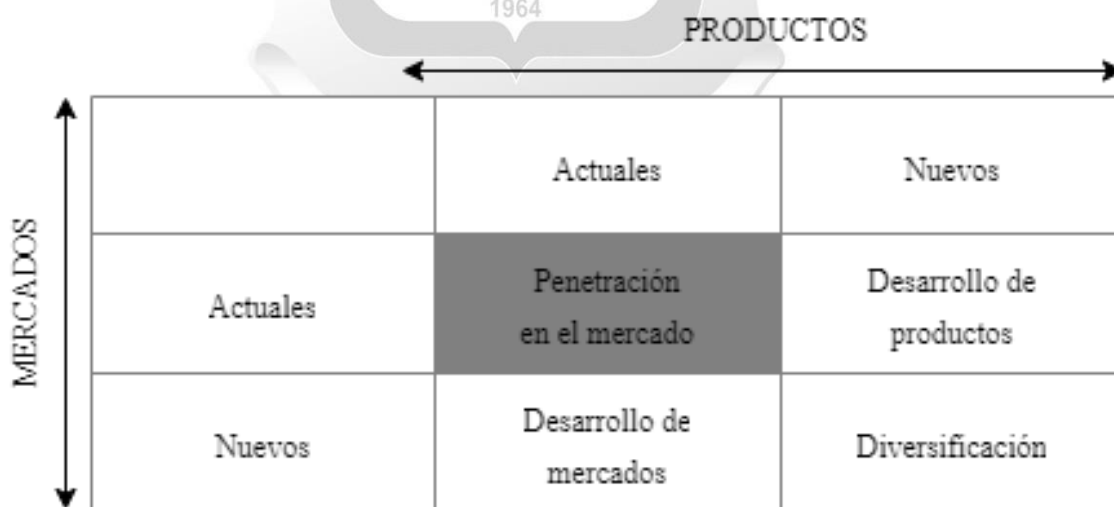 1964
PRODUCTOS
Actuales
Nuevos
MERCADOS
Actuales
Penetración
en el mercado
Desarrollo de
productos
Nuevos
Desarrollo de
mercados
Diversificación